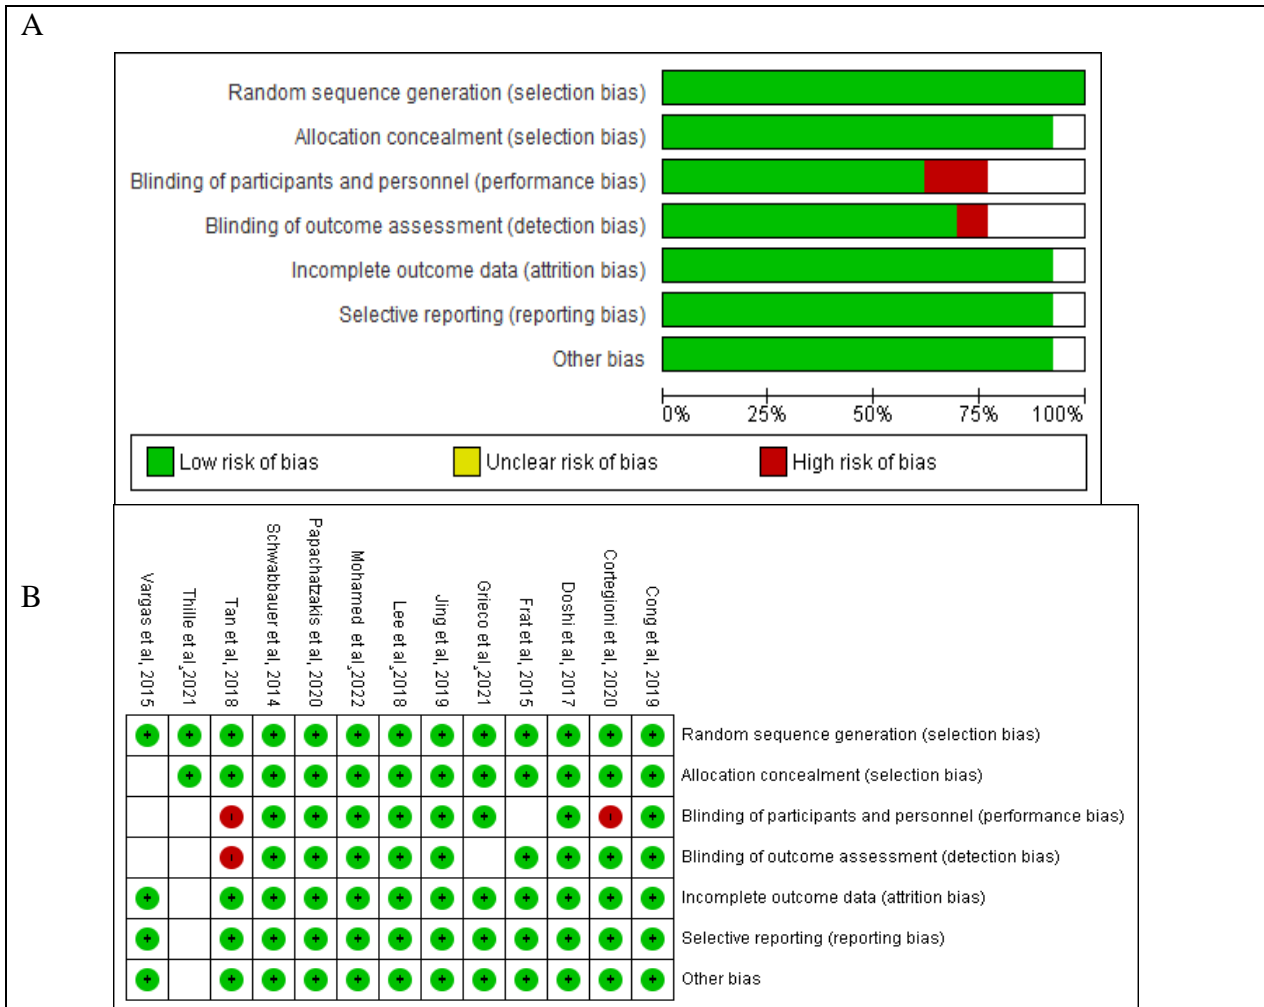 A
Random sequence generation (selection bias)
Allocation concealment (selection bias)
Blinding of participants and personnel (performance bias)
Blinding of outcome assessment (detection bias)
Incomplete outcome data (attrition bias)
Selective reporting (reporting bias)
Other bias
0% 25% 50% 75% 100%
Low risk of bias Unclear risk of bias High risk of bias
B
Vargas et al, 2015
Thille et al,2021
Tan et al, 2018
Schwabbauer et al, 2014
Papachatzakis et al, 2020
Mohamed et al,2022
Lee et al,2018
Jing et al, 2019
Grieco et al,2021
Frat et al, 2015
Doshi et al, 2017
Cortegioni et al, 2020
Cong et al, 2019
+ + + + + + + + + + + + + Random sequence generation (selection bias)
+ + + + + + + + + + + + Allocation concealment (selection bias)
- + + + + + + + - + Blinding of participants and personnel (performance bias)
- + + + + + + + + + Blinding of outcome assessment (detection bias)
+ + + + + + + + + + + + Incomplete outcome data (attrition bias)
+ + + + + + + + + + + + Selective reporting (reporting bias)
+ + + + + + + + + + + + Other bias